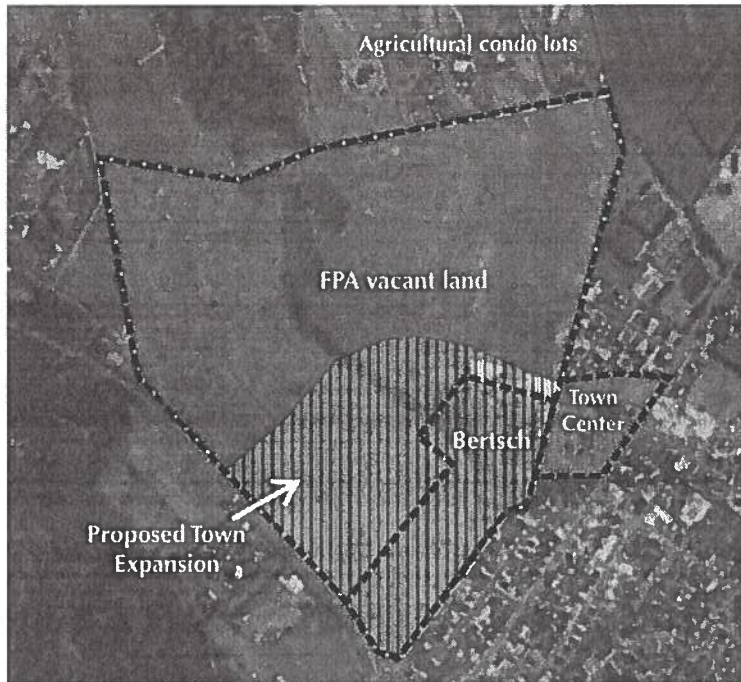 Agricultural condo lots
FPA vacant land
Town
Center
Bertsch
Proposed Town
Expansion